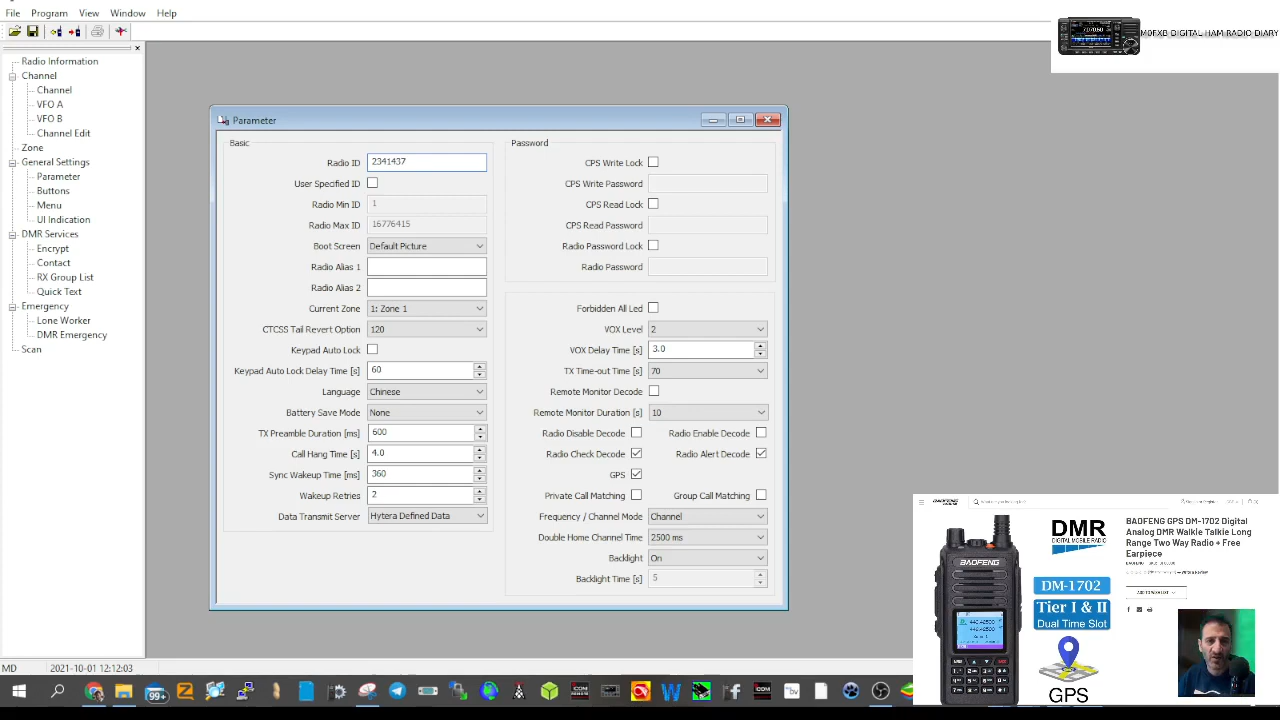 File Program View Window Help
M0FXB DIGITAL HAM RADIO DIARY
7.070.60
Radio Information
Channel
Channel
VFO A
VFO B
Channel Edit
Zone
General Settings
Parameter
Buttons
Menu
UI Indication
DMR Services
Encrypt
Contact
RX Group List
Quick Text
Emergency
Lone Worker
DMR Emergency
Scan
Parameter
Basic
Radio ID 2341437
User Specified ID
Radio Min ID 1
Radio Max ID 16776415
Boot Screen Default Picture
Radio Alias 1
Radio Alias 2
Current Zone 1: Zone 1
CTCSS Tail Revert Option 120
Keypad Auto Lock
Keypad Auto Lock Delay Time [s] 60
Language Chinese
Battery Save Mode None
TX Preamble Duration [ms] 600
Call Hang Time [s] 4.0
Sync Wakeup Time [ms] 360
Wakeup Retries 2
Data Transmit Server Hytera Defined Data
Password
CPS Write Lock
CPS Write Password
CPS Read Lock
CPS Read Password
Radio Password Lock
Radio Password
Forbidden All Led
VOX Level 2
VOX Delay Time [s] 3.0
TX Time-out Time [s] 70
Remote Monitor Decode
Remote Monitor Duration [s] 10
Radio Disable Decode Radio Enable Decode
Radio Check Decode Radio Alert Decode
GPS
Private Call Matching Group Call Matching
Frequency / Channel Mode Channel
Double Home Channel Time 2500 ms
Backlight On
Backlight Time [s] 5
BAOFENG
DMR
DIGITAL MOBILE RADIO
DM-1702
Tier I & II
Dual Time Slot
GPS
BAOFENG GPS DM-1702 Digital
Analog DMR Walkie Talkie Long
Range Two Way Radio + Free
Earpiece
ADD TO WISH LIST
MD 2021-10-01 12:12:03
99+